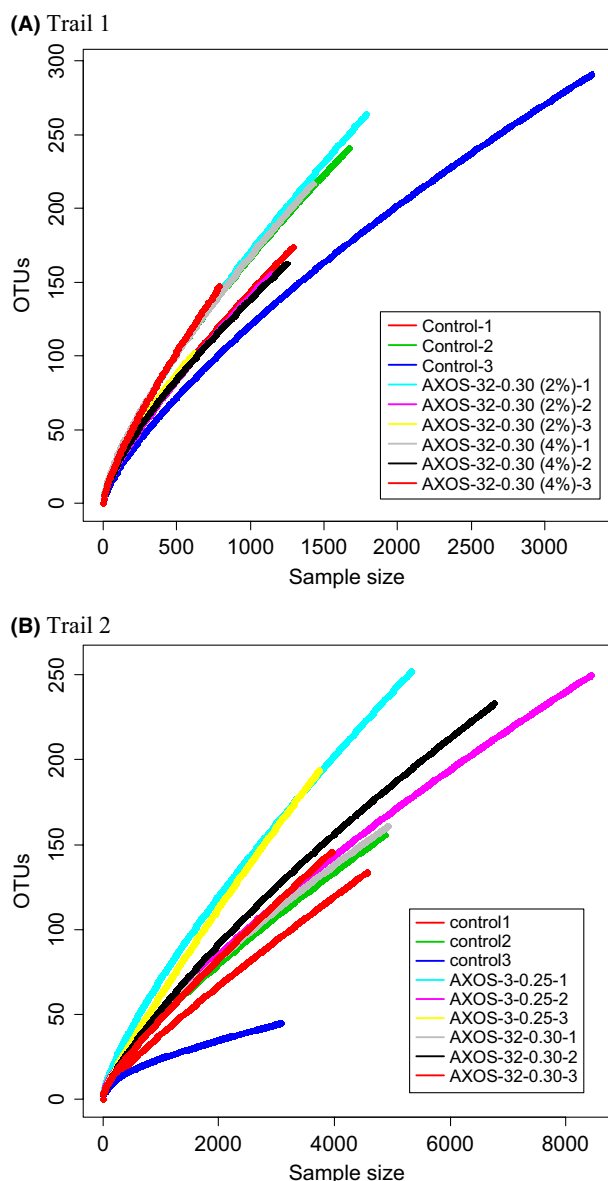 (A) Trail 1
300
250
200
150
100
50
0
OTUs
Control-1
Control-2
Control-3
AXOS-32-0.30 (2%)-1
AXOS-32-0.30 (2%)-2
AXOS-32-0.30 (2%)-3
AXOS-32-0.30 (4%)-1
AXOS-32-0.30 (4%)-2
AXOS-32-0.30 (4%)-3
0 500 1000 1500 2000 2500 3000
Sample size
(B) Trail 2
250
200
150
100
50
0
OTUs
control1
control2
control3
AXOS-3-0.25-1
AXOS-3-0.25-2
AXOS-3-0.25-3
AXOS-32-0.30-1
AXOS-32-0.30-2
AXOS-32-0.30-3
0 2000 4000 6000 8000
Sample size